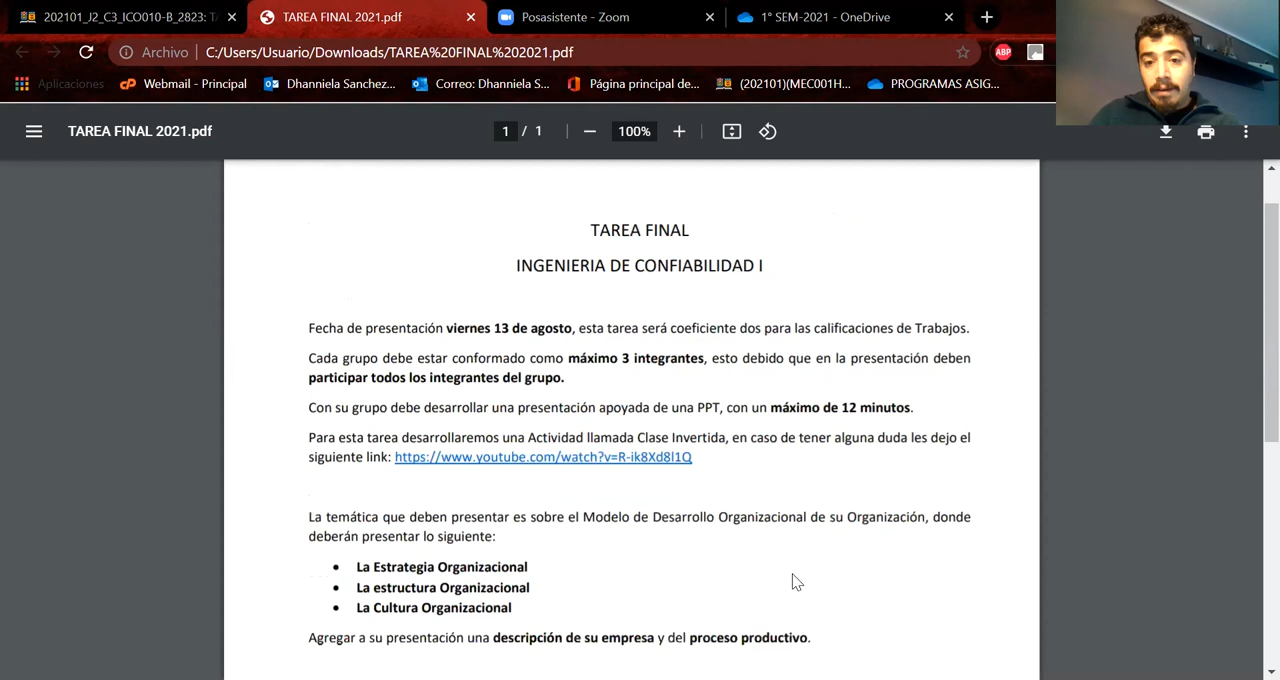 202101_J2_C3_ICO010-B_2823: TA
TAREA FINAL 2021.pdf
Posasistente - Zoom
1° SEM-2021 - OneDrive
Archivo | C:/Users/Usuario/Downloads/TAREA%20FINAL%202021.pdf
ABP
Aplicaciones
Webmail - Principal
Dhanniela Sanchez...
Correo: Dhanniela S...
Página principal de...
(202101)(MEC001H...
PROGRAMAS ASIG...
TAREA FINAL 2021.pdf
1 / 1
100%
TAREA FINAL
INGENIERIA DE CONFIABILIDAD I
Fecha de presentación viernes 13 de agosto, esta tarea será coeficiente dos para las calificaciones de Trabajos.
Cada grupo debe estar conformado como máximo 3 integrantes, esto debido que en la presentación deben
participar todos los integrantes del grupo.
Con su grupo debe desarrollar una presentación apoyada de una PPT, con un máximo de 12 minutos.
Para esta tarea desarrollaremos una Actividad llamada Clase Invertida, en caso de tener alguna duda les dejo el
siguiente link: https://www.youtube.com/watch?v=R-ik8Xd8l1Q
La temática que deben presentar es sobre el Modelo de Desarrollo Organizacional de su Organización, donde
deberán presentar lo siguiente:
• La Estrategia Organizacional
• La estructura Organizacional
• La Cultura Organizacional
Agregar a su presentación una descripción de su empresa y del proceso productivo.